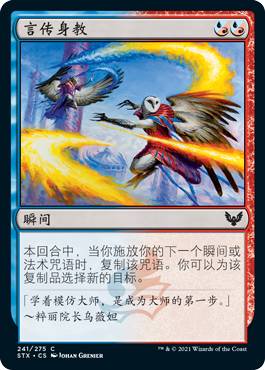 言传身教
瞬间
本回合中，当你施放你的下一个瞬间或
法术咒语时，复制该咒语。你可以为该
复制品选择新的目标。
「学着模仿大师，是成为大师的第一步。」
～粹丽院长乌薇妲
241/275 C
STX • CS JOHAN GRENIER
™ & © 2021 Wizards of the Coast